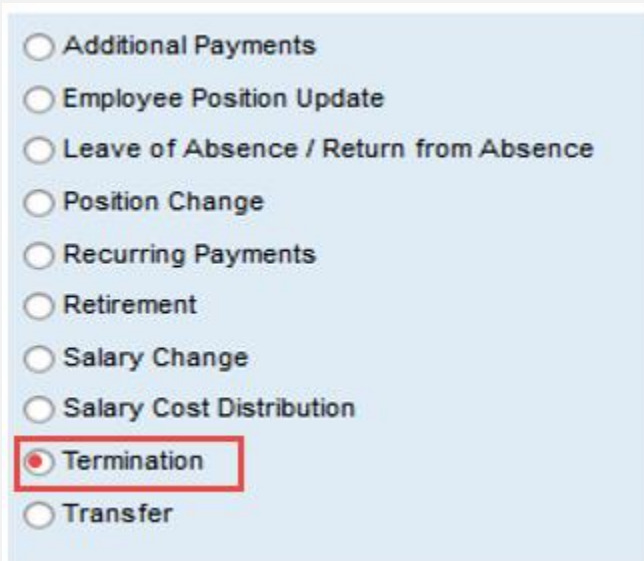 Additional Payments
Employee Position Update
Leave of Absence / Return from Absence
Position Change
Recurring Payments
Retirement
Salary Change
Salary Cost Distribution
Termination
Transfer